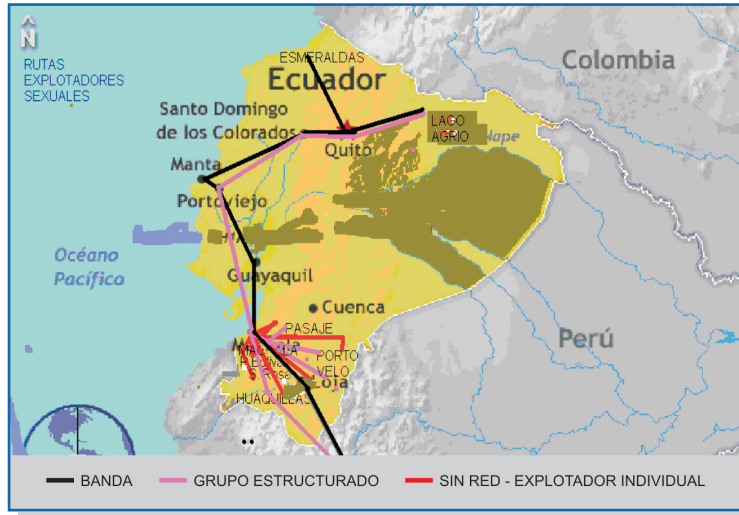 N
RUTAS
EXPLOTADORES
SEXUALES
ESMERALDAS
Ecuador
Colombia
Santo Domingo
de los Colorados
Quito
LAGO
AGRIO
Manta
Portoviejo
Océano
Pacífico
Guayaquil
Cuenca
Perú
PASAJE
PORTO
VELO
HUAQUILLAS
BANDA
GRUPO ESTRUCTURADO
SIN RED - EXPLOTADOR INDIVIDUAL